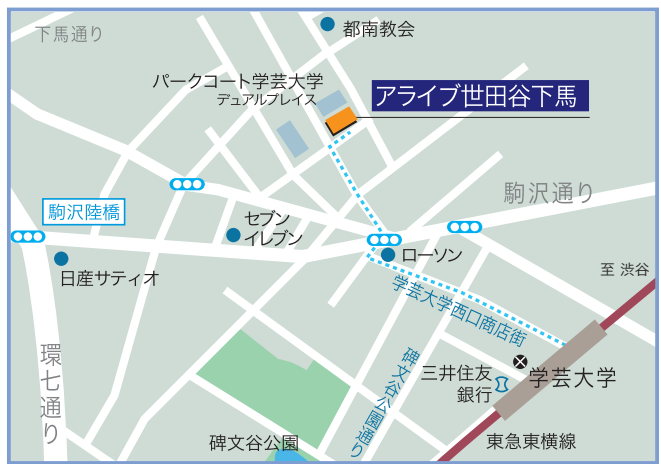 下馬通り
都南教会
パークコート学芸大学
デュアルプレイス
アライブ世田谷下馬
駒沢通り
駒沢陸橋
セブン
イレブン
ローソン
日産サティオ
至 渋谷
学芸大学西口商店街
環七通り
碑文谷公園通り
三井住友
銀行
学芸大学
碑文谷公園
東急東横線